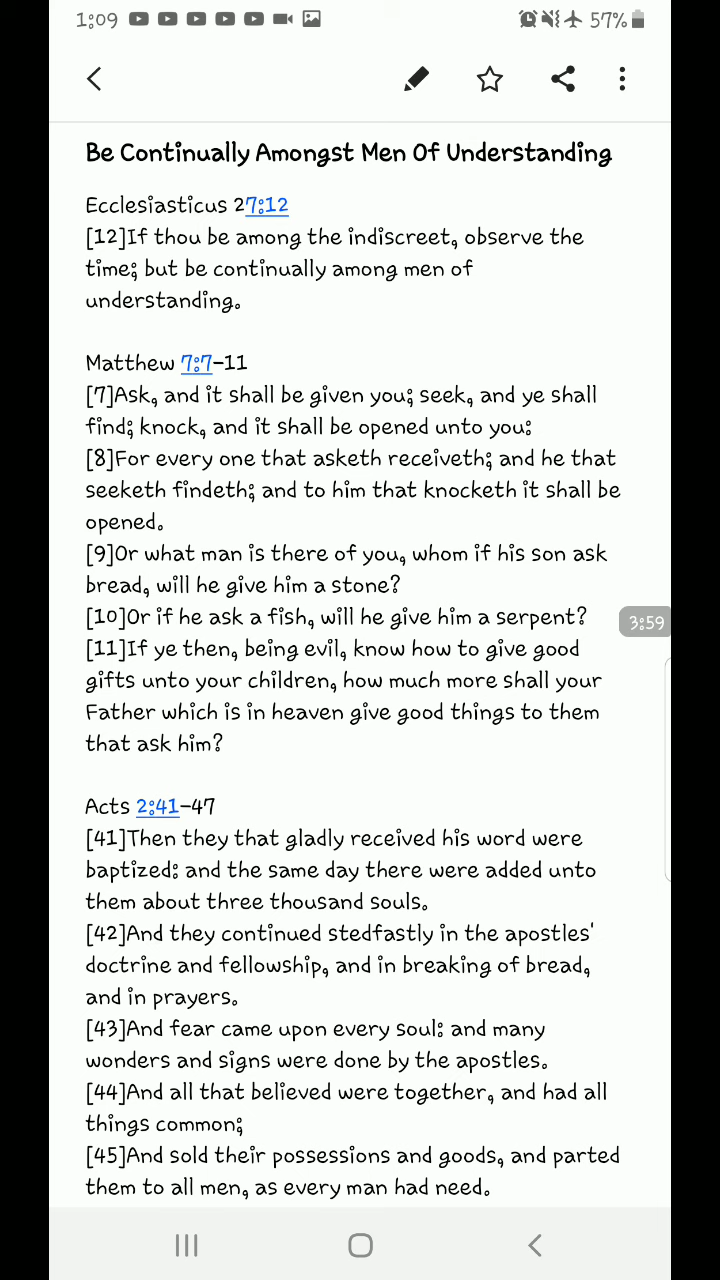 1:09 57%
Be Continually Amongst Men Of Understanding
Ecclesiasticus 27:12
[12]If thou be among the indiscreet, observe the
time; but be continually among men of
understanding.
Matthew 7:7-11
[7]Ask, and it shall be given you; seek, and ye shall
find; knock, and it shall be opened unto you:
[8]For every one that asketh receiveth; and he that
seeketh findeth; and to him that knocketh it shall be
opened.
[9]Or what man is there of you, whom if his son ask
bread, will he give him a stone?
[10]Or if he ask a fish, will he give him a serpent?
3:59
[11]If ye then, being evil, know how to give good
gifts unto your children, how much more shall your
Father which is in heaven give good things to them
that ask him?
Acts 2:41-47
[41]Then they that gladly received his word were
baptized: and the same day there were added unto
them about three thousand souls.
[42]And they continued stedfastly in the apostles'
doctrine and fellowship, and in breaking of bread,
and in prayers.
[43]And fear came upon every soul: and many
wonders and signs were done by the apostles.
[44]And all that believed were together, and had all
things common;
[45]And sold their possessions and goods, and parted
them to all men, as every man had need.